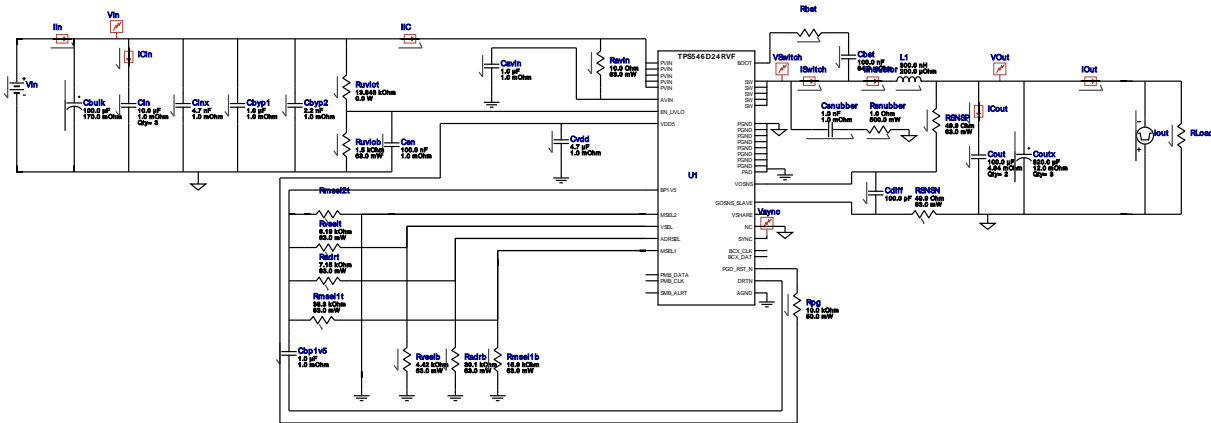 Iin
Vin
ICin
Vin
Cbulk
100.0 µF
170.0 mOhm
Cin
10.0 µF
1.0 mOhm
Qty= 3
Cinx
4.7 nF
1.0 mOhm
Cbyp1
1.0 µF
1.0 mOhm
Cbyp2
2.2 nF
1.0 mOhm
Ruvlot
0.0 W
Ruvlob
63.0 mW
Cen
100.0 nF
1.0 mOhm
IIC
Cavin
1.0 µF
1.0 mOhm
Ravin
10.0 Ohm
63.0 mW
Cvdd
4.7 µF
1.0 mOhm
TPS546D24RVF
PVIN
PVIN
PVIN
PVIN
PVIN
AVIN
EN_UVLO
VDD5
BP1V5
MSEL2
VSEL
ADRSEL
MSEL1
PMB_DATA
PMB_CLK
SMB_ALRT
U1
BOOT
SW
SW
SW
SW
SW
PGND
PGND
PGND
PGND
PGND
PGND
PGND
PGND
PAD
VOSNS
GOSNS_SLAVE
VSHARE
NC
SYNC
BCX_CLK
BCX_DAT
PGD_RST_N
DRTN
AGND
Rbst
Cbst
100.0 nF
VSwitch
ISwitch
L1
300.0 nH
200.0 µOhm
Csnubber
1.0 nF
1.0 mOhm
Rsnubber
1.0 Ohm
500.0 mW
RSNSP
49.9 Ohm
63.0 mW
Cdiff
100.0 pF
RSNSN
49.9 Ohm
63.0 mW
VOut
ICout
Cout
100.0 µF
Qty= 2
Coutx
12.0 mOhm
Qty= 3
IOut
Iout
RLoad
Vsync
Rpg
10.0 kOhm
50.0 mW
Rmsel2t
Rvselt
63.0 mW
Radrt
63.0 mW
Rmsel1t
63.0 mW
Cbp1v5
1.0 µF
1.0 mOhm
Rvselb
4.42 kOhm
63.0 mW
Radrb
30.1 kOhm
63.0 mW
Rmsel1b
63.0 mW